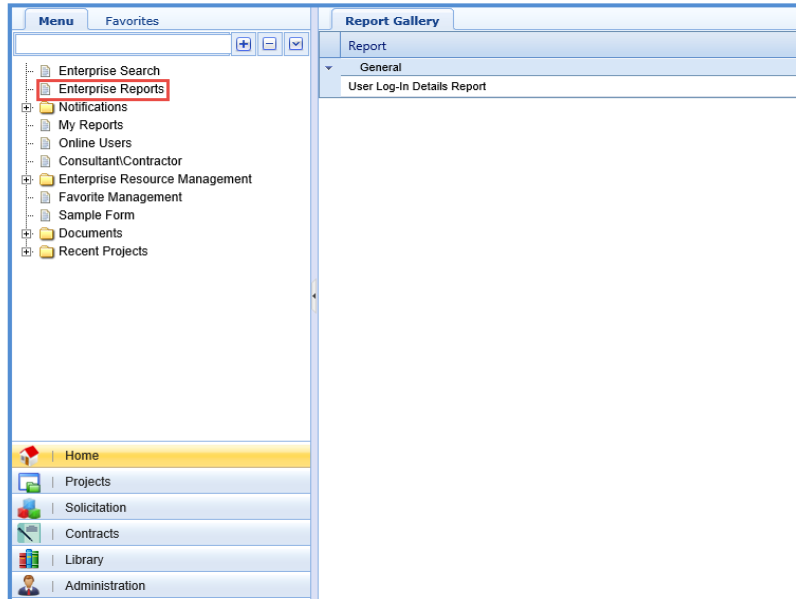 Menu Favorites
Enterprise Search
Enterprise Reports
Notifications
My Reports
Online Users
Consultant\Contractor
Enterprise Resource Management
Favorite Management
Sample Form
Documents
Recent Projects
Home
Projects
Solicitation
Contracts
Library
Administration
Report Gallery
Report
General
User Log-In Details Report